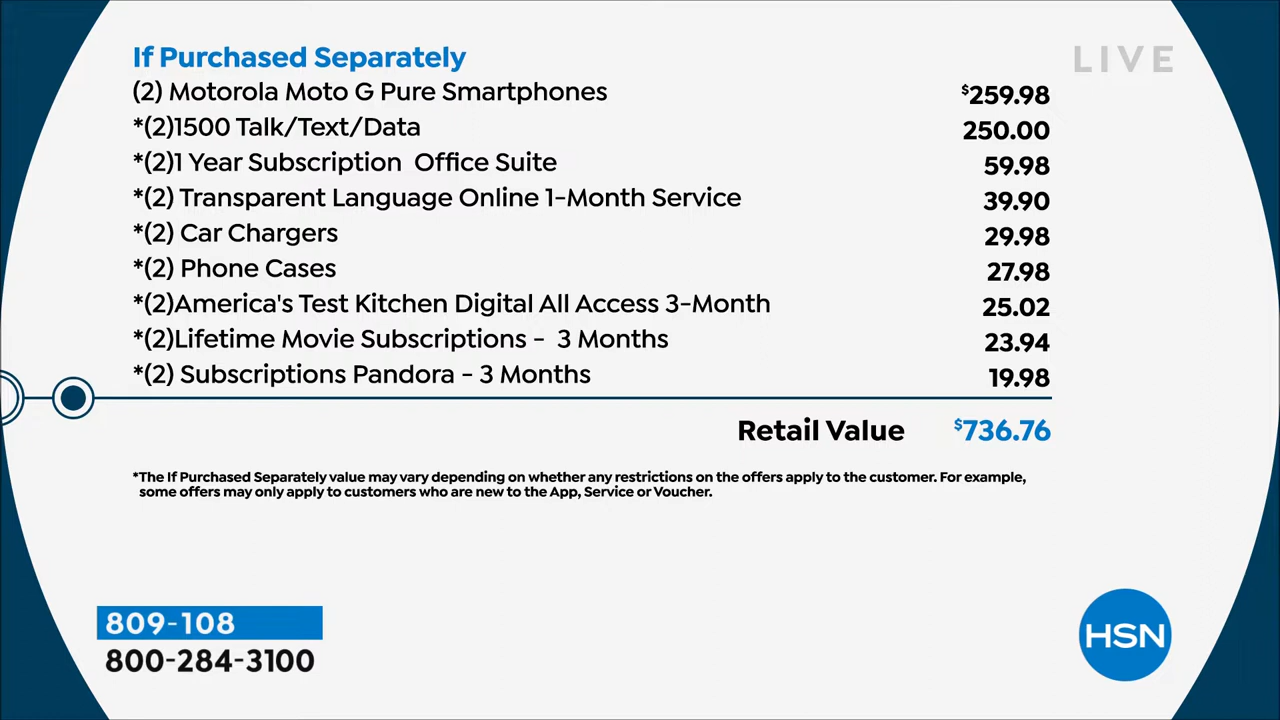 If Purchased Separately
LIVE
(2) Motorola Moto G Pure Smartphones $259.98
*(2)1500 Talk/Text/Data 250.00
*(2)1 Year Subscription  Office Suite 59.98
*(2) Transparent Language Online 1-Month Service 39.90
*(2) Car Chargers 29.98
*(2) Phone Cases 27.98
*(2)America's Test Kitchen Digital All Access 3-Month 25.02
*(2)Lifetime Movie Subscriptions -  3 Months 23.94
*(2) Subscriptions Pandora - 3 Months 19.98
Retail Value $736.76
*The If Purchased Separately value may vary depending on whether any restrictions on the offers apply to the customer. For example,
some offers may only apply to customers who are new to the App, Service or Voucher.
809-108
800-284-3100
HSN